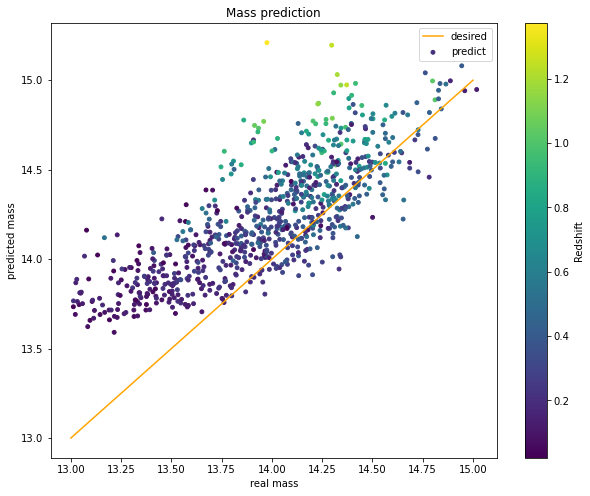 Mass prediction
desired
predict
15.0
14.5
14.0
13.5
13.0
predicted mass
13.00 13.25 13.50 13.75 14.00 14.25 14.50 14.75 15.00
real mass
1.2
1.0
0.8
0.6
0.4
0.2
Redshift